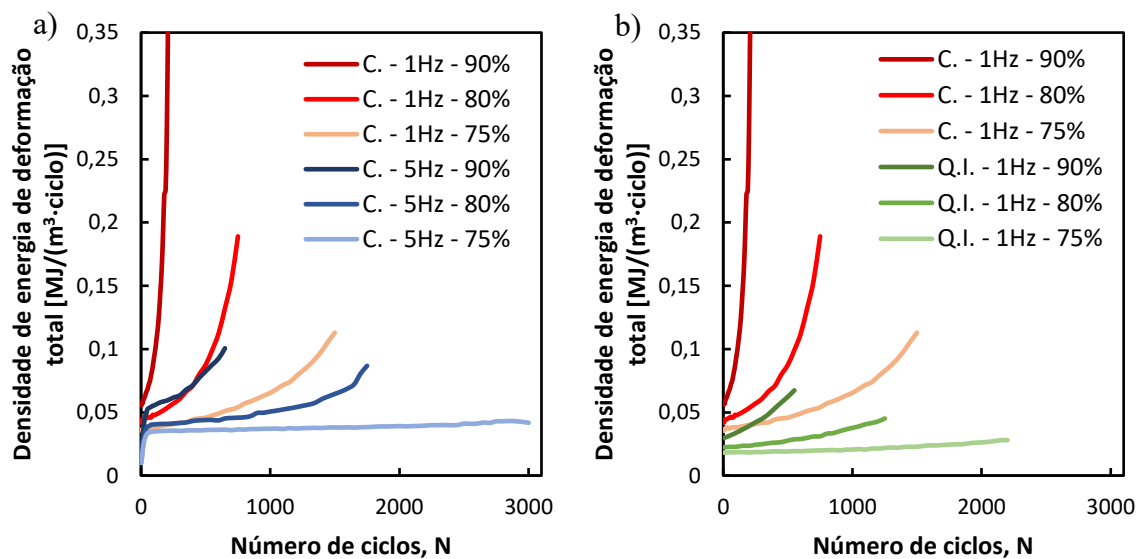 a)
Densidade de energia de deformação
total [MJ/(m³·ciclo)]
0,35
0,3
0,25
0,2
0,15
0,1
0,05
0
C. - 1Hz - 90%
C. - 1Hz - 80%
C. - 1Hz - 75%
C. - 5Hz - 90%
C. - 5Hz - 80%
C. - 5Hz - 75%
0 1000 2000 3000
Número de ciclos, N
b)
Densidade de energia de deformação
total [MJ/(m³·ciclo)]
0,35
0,3
0,25
0,2
0,15
0,1
0,05
0
C. - 1Hz - 90%
C. - 1Hz - 80%
C. - 1Hz - 75%
Q.I. - 1Hz - 90%
Q.I. - 1Hz - 80%
Q.I. - 1Hz - 75%
0 1000 2000 3000
Número de ciclos, N